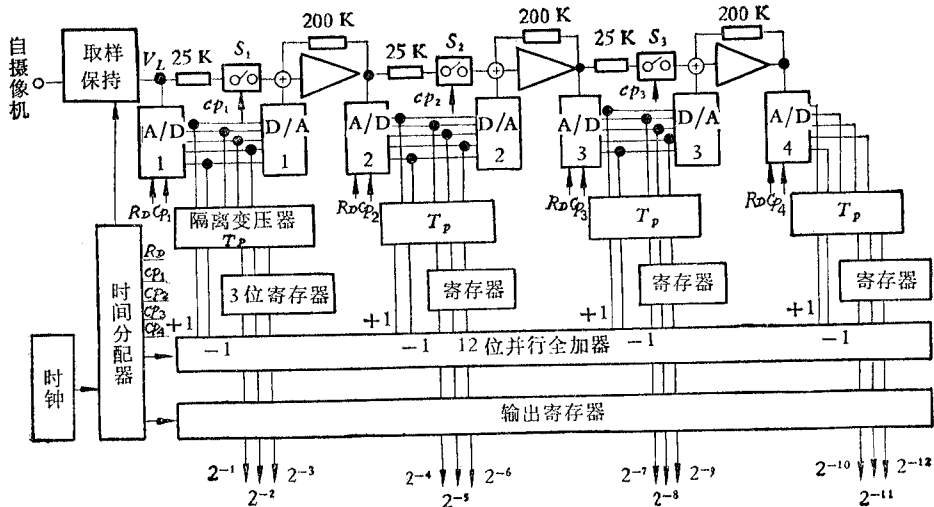 200 K
200 K
200 K
自摄像机
取样
保持
V_L
25 K
S_1
25 K
S_2
25 K
S_3
cp_1
cp_2
cp_3
A/D
1
D/A
1
A/D
2
D/A
2
A/D
3
D/A
3
A/D
4
R_D cp_1
R_D cp_2
R_D cp_3
R_D cp_4
隔离变压器
T_P
T_P
T_P
T_P
时间分配器
R_D
cp_1
cp_2
cp_3
cp_4
3位寄存器
寄存器
寄存器
寄存器
+1
+1
+1
+1
-1
-1
12位并行全加器
-1
-1
时钟
输出寄存器
2^{-1}
2^{-2}
2^{-3}
2^{-4}
2^{-5}
2^{-6}
2^{-7}
2^{-8}
2^{-9}
2^{-10}
2^{-11}
2^{-12}